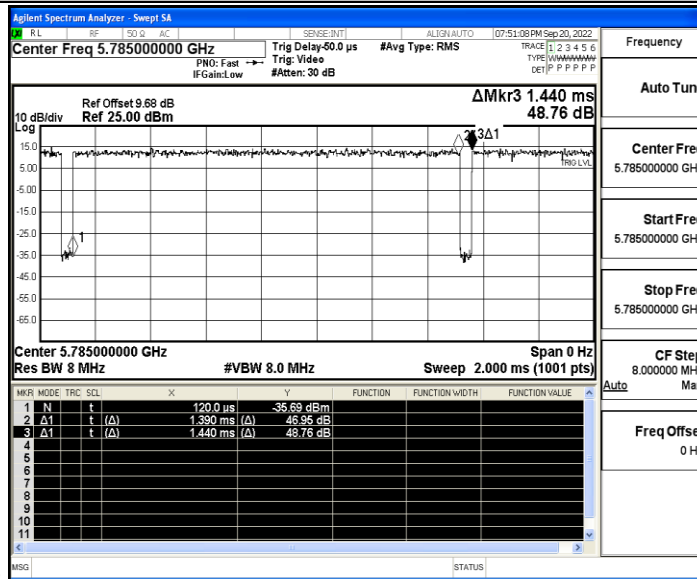 Agilent Spectrum Analyzer - Swept SA
RL RF 50 Ω AC SENSE:INT ALIGN AUTO 07:51:08 PM Sep 20, 2022
Center Freq 5.785000000 GHz
PNO: Fast
IFGain:Low
Trig Delay-50.0 µs
Trig: Video
#Atten: 30 dB
#Avg Type: RMS
TRACE 1 2 3 4 5 6
TYPE
DET P P P P P P
Ref Offset 9.68 dB
Ref 25.00 dBm
10 dB/div
Log
ΔMkr3 1.440 ms
48.76 dB
15.0
5.00
-5.00
-15.0
-25.0
-35.0
-45.0
-55.0
-65.0
3Δ1
TRIG LVL
1
Center 5.785000000 GHz Span 0 Hz
Res BW 8 MHz #VBW 8.0 MHz Sweep 2.000 ms (1001 pts)
MKR MODE TRC SCL X Y FUNCTION FUNCTION WIDTH FUNCTION VALUE
1 N t 120.0 µs -35.69 dBm
2 Δ1 t (Δ) 1.390 ms (Δ) 46.95 dB
3 Δ1 t (Δ) 1.440 ms (Δ) 48.76 dB
4
5
6
7
8
9
10
11
MSG STATUS
Frequency
Auto Tun
Center Fre
5.785000000 GH
Start Fre
5.785000000 GH
Stop Fre
5.785000000 GH
CF Step
8.000000 MH
Auto Ma
Freq Offse
0 H